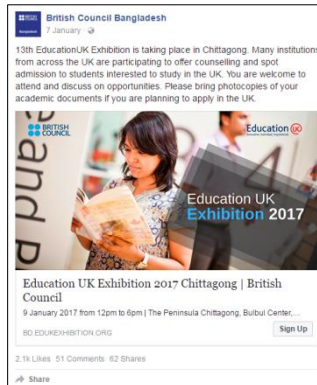 British Council Bangladesh
7 January
13th EducationUK Exhibition is taking place in Chittagong. Many institutions
from across the UK are participating to offer counselling and spot
admission to students interested to study in the UK. You are welcome to
attend and discuss on opportunities. Please bring photocopies of your
academic documents if you are planning to apply in the UK.
BRITISH
COUNCIL
Education UK
Education UK
Exhibition 2017
Education UK Exhibition 2017 Chittagong | British
Council
9 January 2017 from 12pm to 6pm | The Peninsula Chittagong, Bulbul Center,...
BD.EDUKEXHIBITION.ORG
Sign Up
2.1k Likes 51 Comments 62 Shares
Share